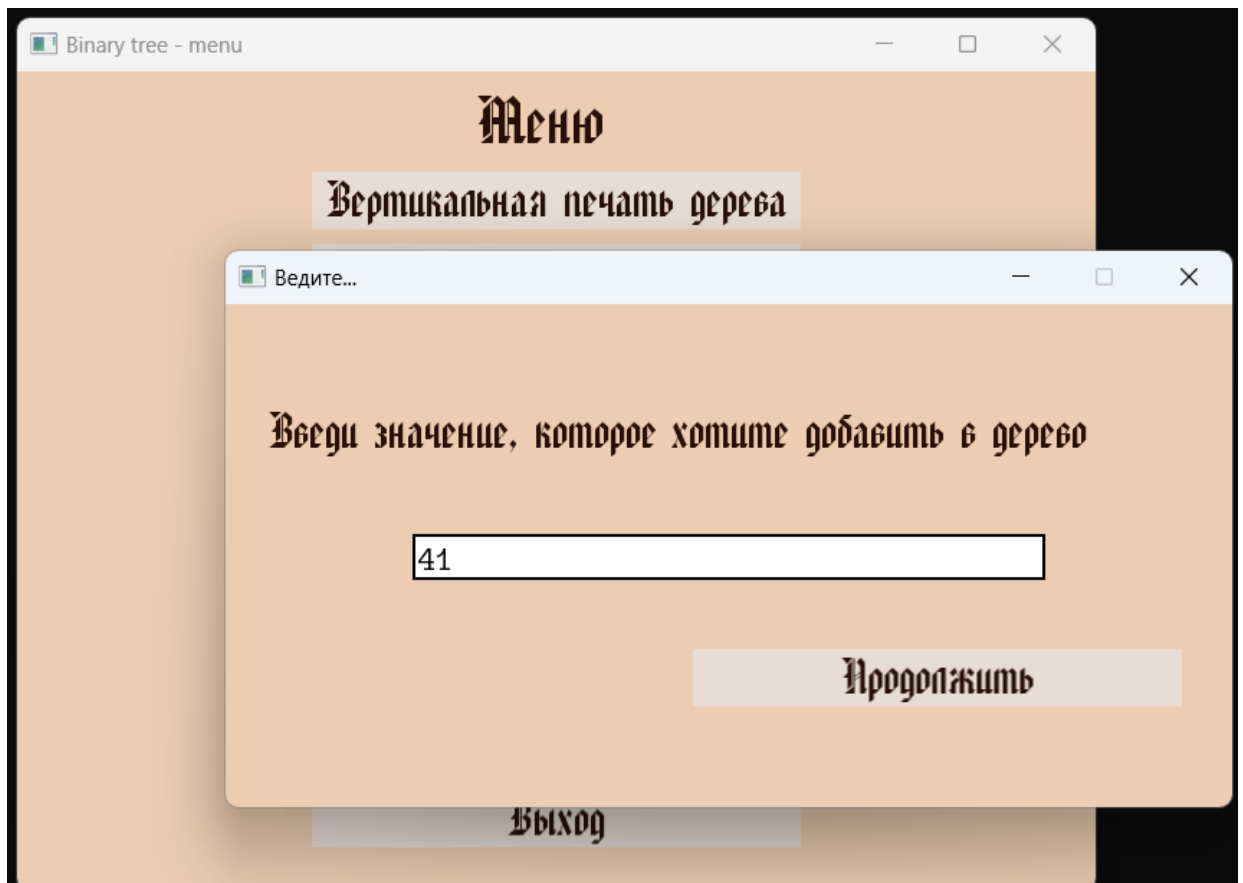 Binary tree - menu
Меню
Вертикальная печать дерева
Ведите...
Введи значение, которое хотите добавить в дерево
41
Продолжить
Выход